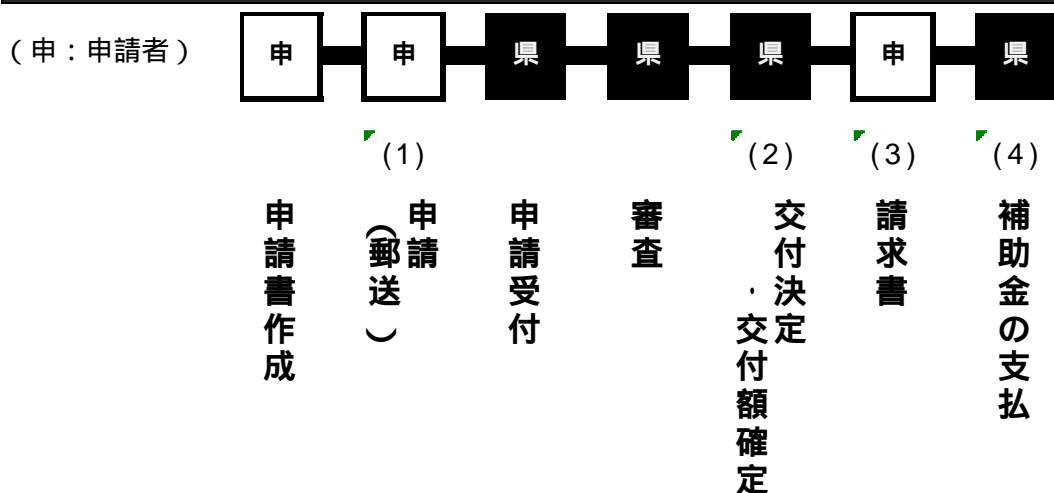 (申:申請者)
申 申 県 県 県 申 県
(1) (2) (3) (4)
申請書作成
申請
(郵送)
申請受付
審査
交付決定
・交付額確定
請求書
補助金の支払